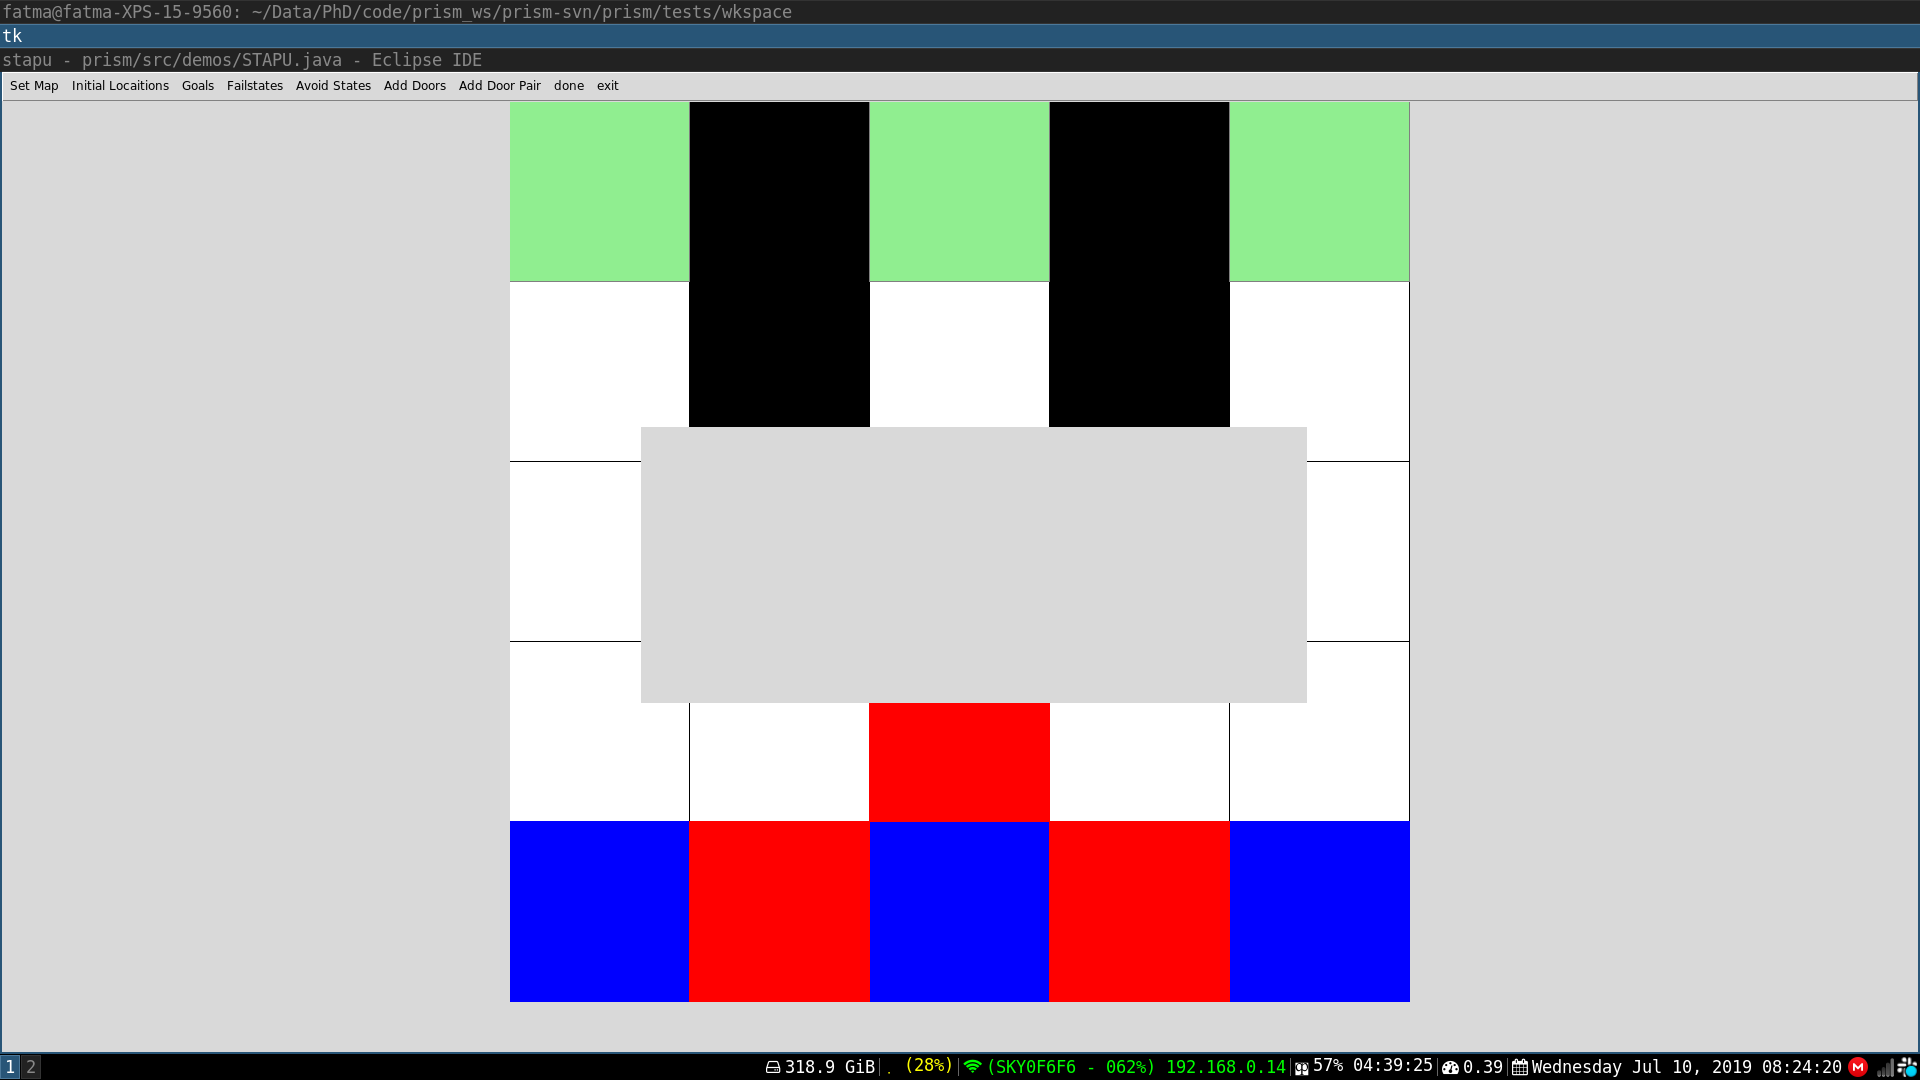 fatma@fatma-XPS-15-9560: ~/Data/PhD/code/prism_ws/prism-svn/prism/tests/wkspace
tk
stapu - prism/src/demos/STAPU.java - Eclipse IDE
Set Map Initial Locaitions Goals Failstates Avoid States Add Doors Add Door Pair done exit
1 2 318.9 GiB . (28%) (SKY0F6F6 - 062%) 192.168.0.14 57% 04:39:25 0.39 Wednesday Jul 10, 2019 08:24:20 M